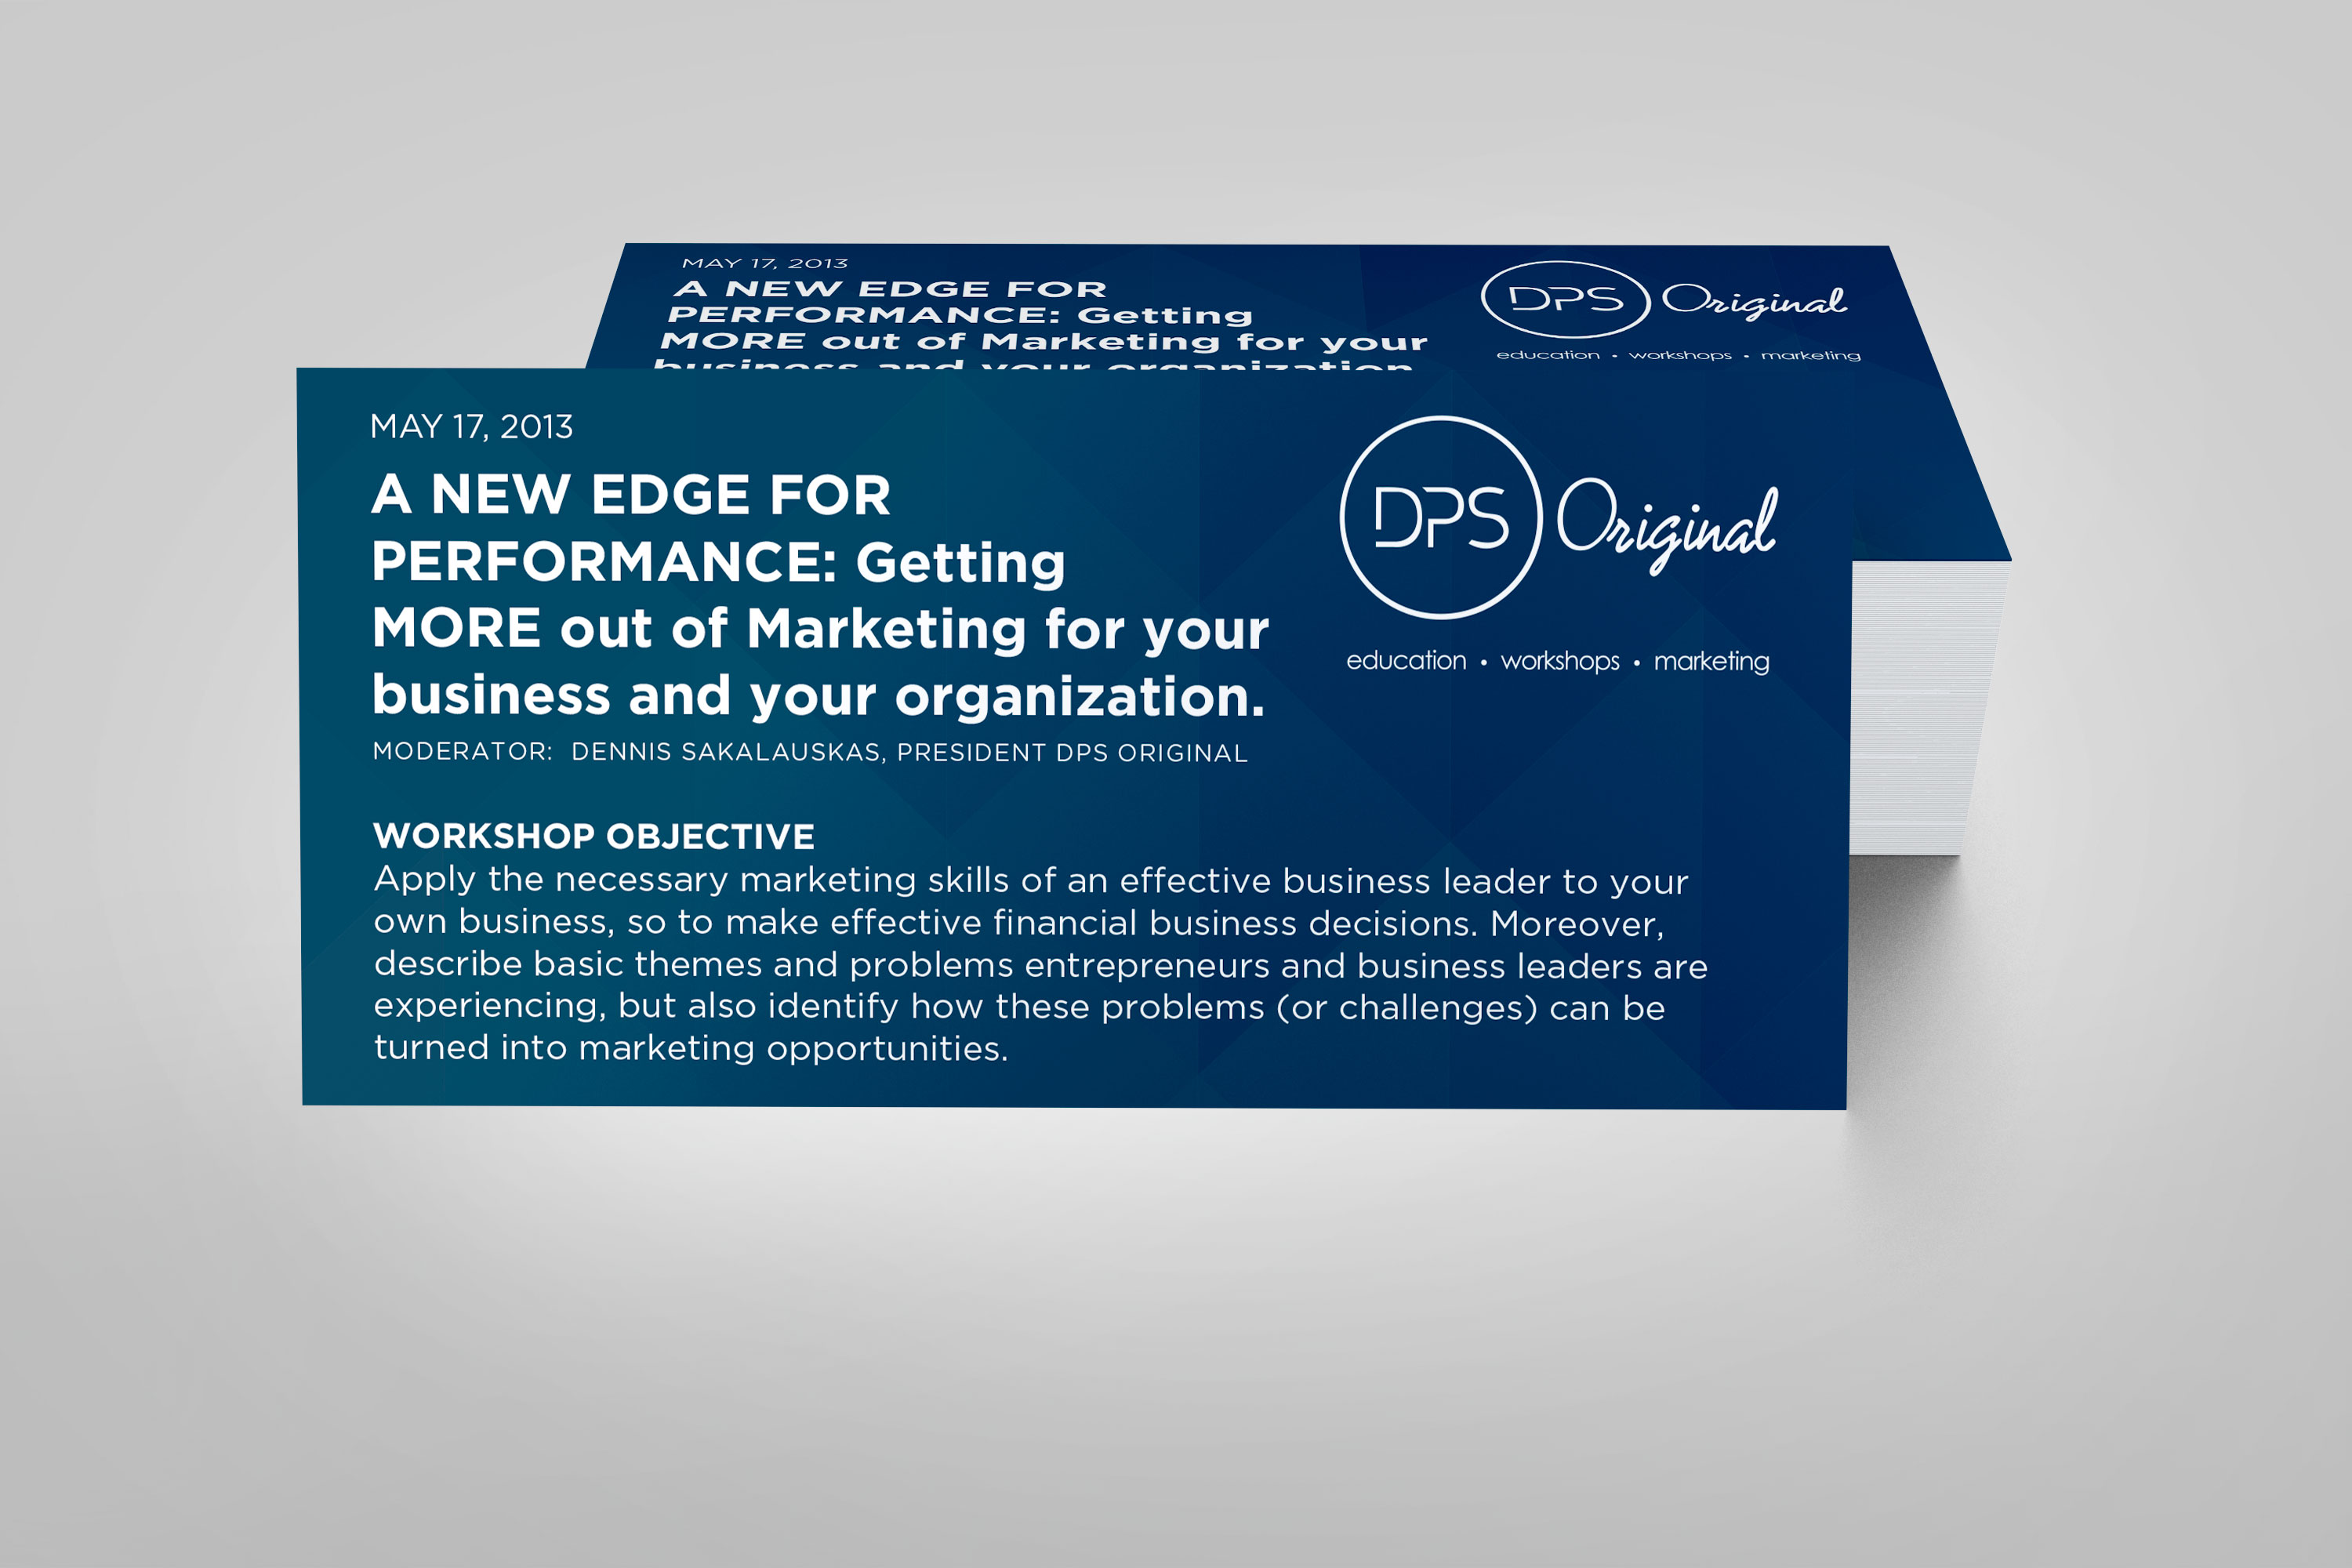 MAY 17, 2013
A NEW EDGE FOR
PERFORMANCE: Getting
MORE out of Marketing for your
business and your organization.
DPS Original
education • workshops • marketing
MAY 17, 2013
A NEW EDGE FOR
PERFORMANCE: Getting
MORE out of Marketing for your
business and your organization.
MODERATOR: DENNIS SAKALAUSKAS, PRESIDENT DPS ORIGINAL
DPS Original
education • workshops • marketing
WORKSHOP OBJECTIVE
Apply the necessary marketing skills of an effective business leader to your
own business, so to make effective financial business decisions. Moreover,
describe basic themes and problems entrepreneurs and business leaders are
experiencing, but also identify how these problems (or challenges) can be
turned into marketing opportunities.